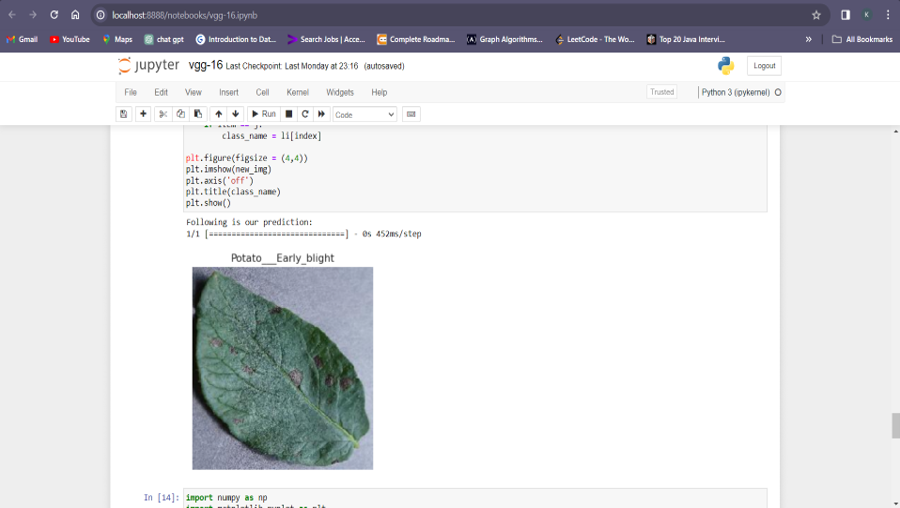 localhost:8888/notebooks/vgg-16.ipynb
K
Gmail YouTube Maps chat gpt Introduction to Dat... Search Jobs | Acce... Complete Roadma... Graph Algorithms... LeetCode - The Wo... Top 20 Java Intervi... » All Bookmarks
jupyter vgg-16 Last Checkpoint: Last Monday at 23:16 (autosaved) Logout
File Edit View Insert Cell Kernel Widgets Help Trusted Python 3 (ipykernel)
Run Code
class_name = li[index]
plt.figure(figsize = (4,4))
plt.imshow(new_img)
plt.axis('off')
plt.title(class_name)
plt.show()
Following is our prediction:
1/1 [==============================] - 0s 452ms/step
Potato___Early_blight
In [14]: import numpy as np